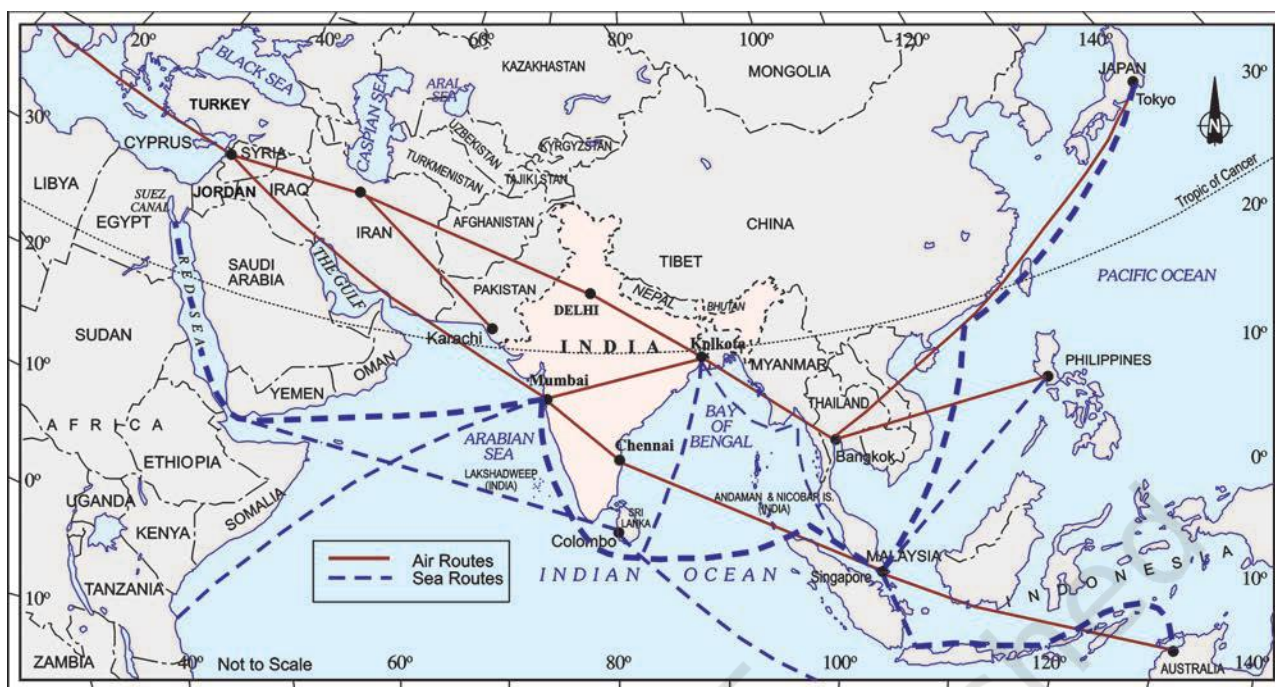 20º 40º 60º 80º 100º 120º 140º
BLACK SEA
KAZAKHSTAN
MONGOLIA
JAPAN
30º
Tokyo
N
TURKEY
CASPIAN SEA
ARAL SEA
UZBEKISTAN
KYRGYZSTAN
30º
CYPRUS
SYRIA
TURKMENISTAN
TAJIKISTAN
Tropic of Cancer
LIBYA
SUEZ CANAL
JORDAN
IRAQ
AFGHANISTAN
CHINA
20º
EGYPT
IRAN
20º
SAUDI ARABIA
THE GULF
PAKISTAN
TIBET
PACIFIC OCEAN
RED SEA
DELHI
NEPAL
BHUTAN
SUDAN
Karachi
INDIA
Kolkota
10º
10º
OMAN
Mumbai
MYANMAR
PHILIPPINES
YEMEN
THAILAND
AFRICA
ARABIAN SEA
Chennai
BAY OF BENGAL
Bangkok
0º
ETHIOPIA
LAKSHADWEEP
(INDIA)
0º
ANDAMAN & NICOBAR IS.
(INDIA)
UGANDA
SOMALIA
KENYA
SRI LANKA
Colombo
MALAYSIA
Air Routes
Singapore
Sea Routes
INDIAN OCEAN
INDONESIA
10º
TANZANIA
10º
ZAMBIA
40º
Not to Scale
60º 80º 100º 120º
AUSTRALIA
140º